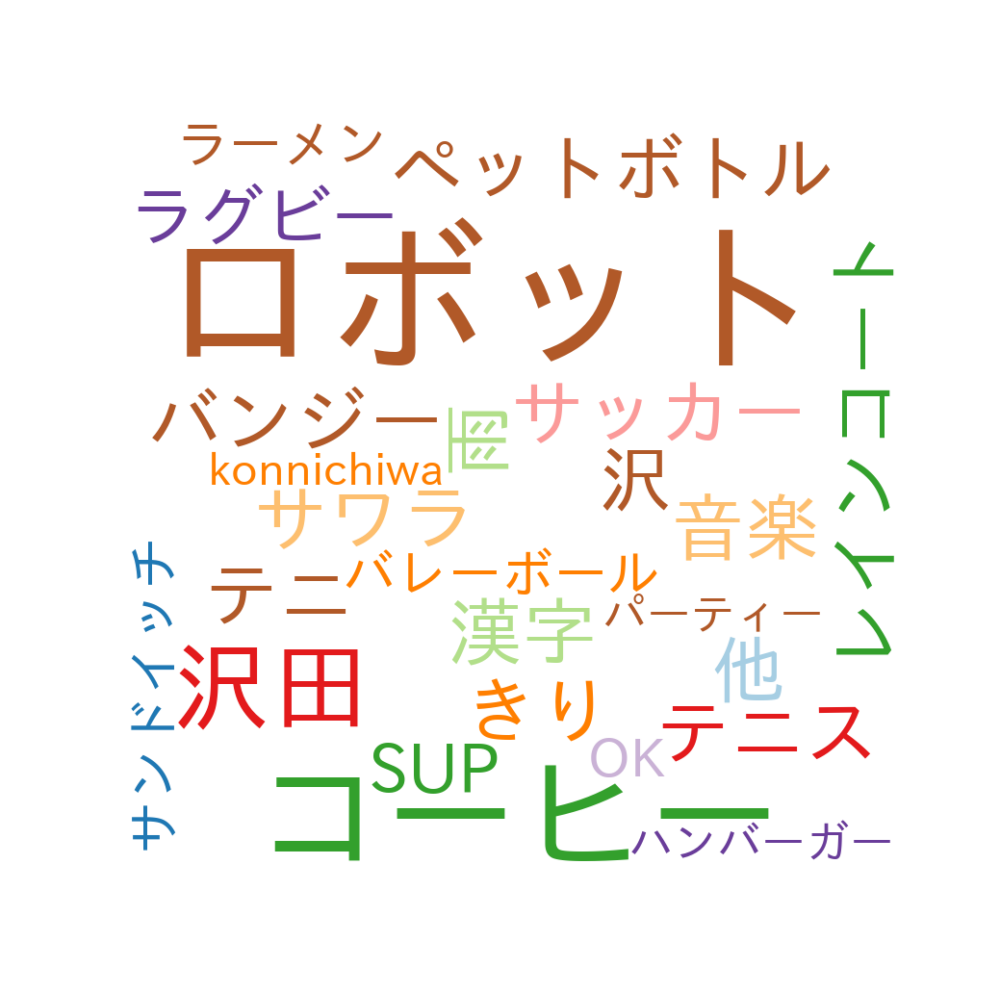 ラーメン
ペットボトル
ラグビー
ロボット
レインコート
バンジー
サッカー
雨
konnichiwa
沢
サワラ
音楽
サンドイッチ
テニ
バレーボール
漢字
パーティー
沢田
きり
他
テニス
SUP
OK
コーヒー
ハンバーガー